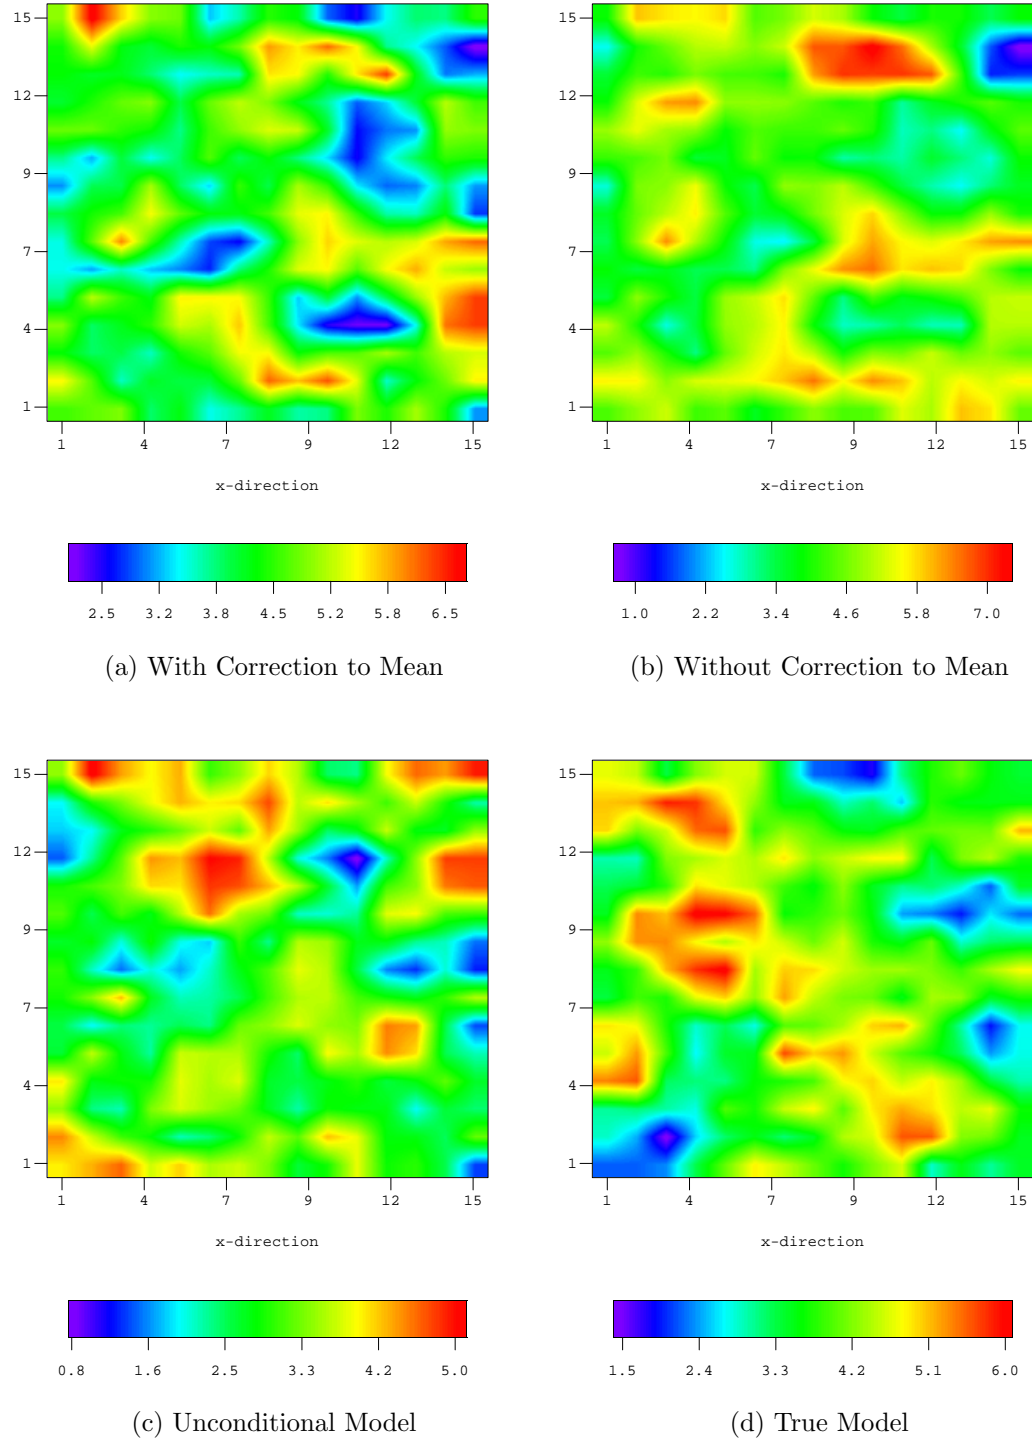 15
12
9
7
4
1
1 4 7 9 12 15
x-direction
2.5 3.2 3.8 4.5 5.2 5.8 6.5
(a) With Correction to Mean
15
12
9
7
4
1
1 4 7 9 12 15
x-direction
1.0 2.2 3.4 4.6 5.8 7.0
(b) Without Correction to Mean
15
12
9
7
4
1
1 4 7 9 12 15
x-direction
0.8 1.6 2.5 3.3 4.2 5.0
(c) Unconditional Model
15
12
9
7
4
1
1 4 7 9 12 15
x-direction
1.5 2.4 3.3 4.2 5.1 6.0
(d) True Model